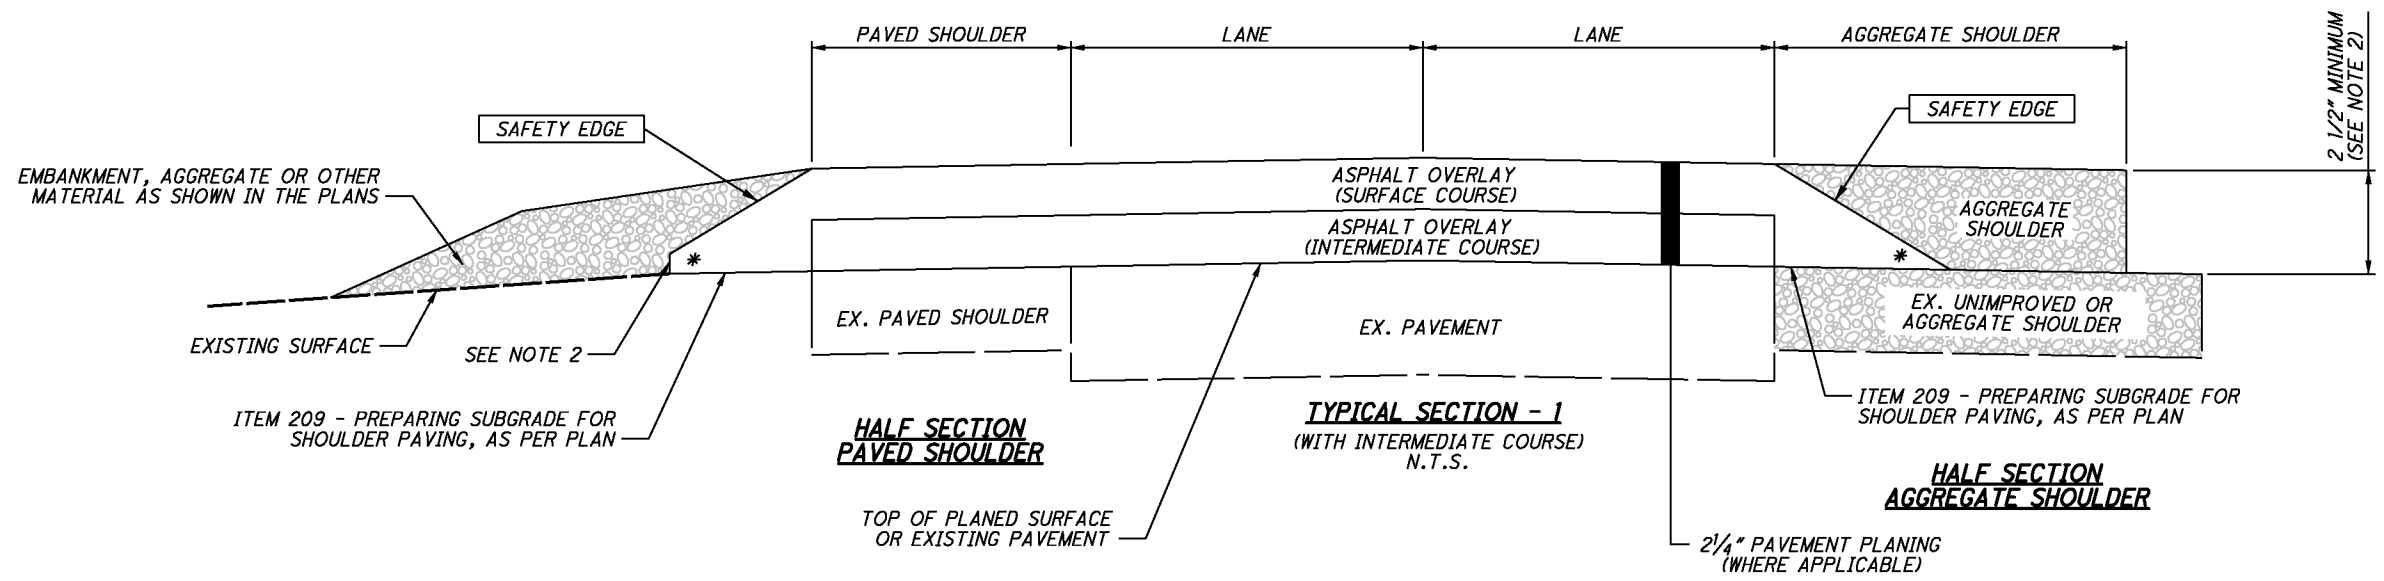 PAVED SHOULDER
LANE
LANE
AGGREGATE SHOULDER
2 1/2" MINIMUM
(SEE NOTE 2)
SAFETY EDGE
SAFETY EDGE
EMBANKMENT, AGGREGATE OR OTHER
MATERIAL AS SHOWN IN THE PLANS
ASPHALT OVERLAY
(SURFACE COURSE)
AGGREGATE
SHOULDER
ASPHALT OVERLAY
(INTERMEDIATE COURSE)
*
*
EX. PAVED SHOULDER
EX. PAVEMENT
EX. UNIMPROVED OR
AGGREGATE SHOULDER
EXISTING SURFACE
SEE NOTE 2
ITEM 209 - PREPARING SUBGRADE FOR
SHOULDER PAVING, AS PER PLAN
HALF SECTION
PAVED SHOULDER
TYPICAL SECTION - 1
(WITH INTERMEDIATE COURSE)
N.T.S.
ITEM 209 - PREPARING SUBGRADE FOR
SHOULDER PAVING, AS PER PLAN
HALF SECTION
AGGREGATE SHOULDER
TOP OF PLANED SURFACE
OR EXISTING PAVEMENT
2¼" PAVEMENT PLANING
(WHERE APPLICABLE)